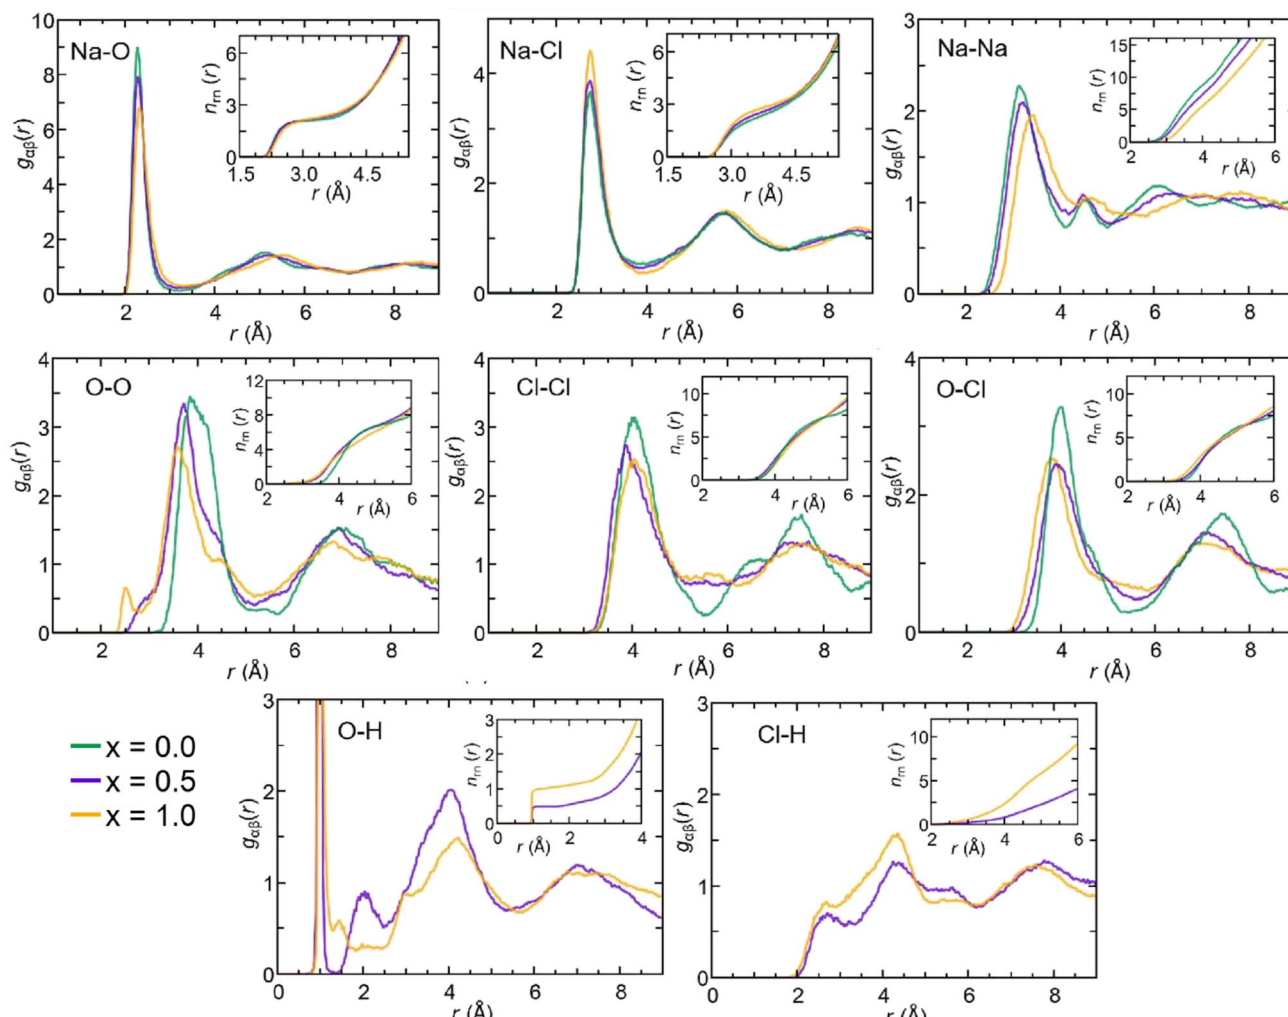 Na-O
g_αβ(r)
10
8
6
4
2
0
2 4 6 8
r (Å)
n_rn (r)
6
3
0
1.5 3.0 4.5
r (Å)
Na-Cl
g_αβ(r)
4
2
0
2 4 6 8
r (Å)
n_rn (r)
6
3
0
1.5 3.0 4.5
r (Å)
Na-Na
g_αβ(r)
3
2
1
0
2 4 6 8
r (Å)
n_rn (r)
15
10
5
0
2 4 6
r (Å)
O-O
g_αβ(r)
4
3
2
1
0
2 4 6 8
r (Å)
n_rn (r)
12
8
4
0
2 4 6
r (Å)
Cl-Cl
g_αβ(r)
4
3
2
1
0
2 4 6 8
r (Å)
n_rn (r)
10
5
0
2 4 6
r (Å)
O-Cl
g_αβ(r)
4
2
0
2 4 6 8
r (Å)
n_rn (r)
10
5
0
2 4 6
r (Å)
x = 0.0
x = 0.5
x = 1.0
O-H
g_αβ(r)
3
2
1
0
0 2 4 6 8
r (Å)
n_rn (r)
3
2
1
0
0 2 4
r (Å)
Cl-H
g_αβ(r)
3
2
1
0
0 2 4 6 8
r (Å)
n_rn (r)
10
5
0
2 4 6
r (Å)